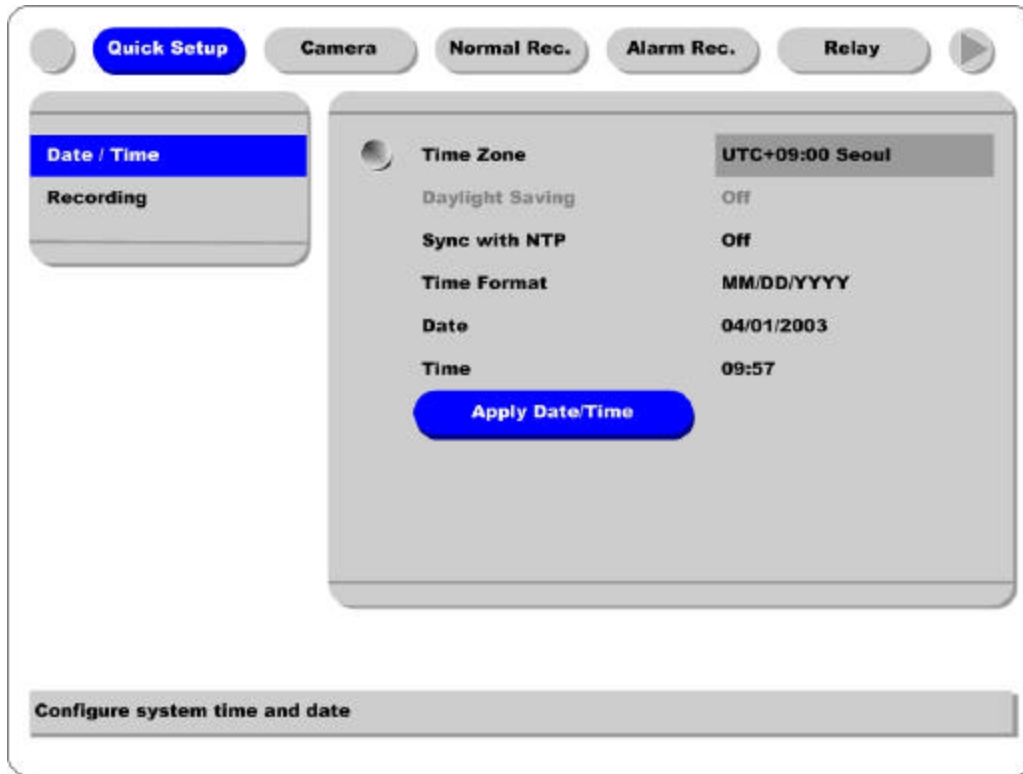 Quick Setup Camera Normal Rec. Alarm Rec. Relay
Date / Time
Recording
Time Zone UTC+09:00 Seoul
Daylight Saving Off
Sync with NTP Off
Time Format MM/DD/YYYY
Date 04/01/2003
Time 09:57
Apply Date/Time
Configure system time and date